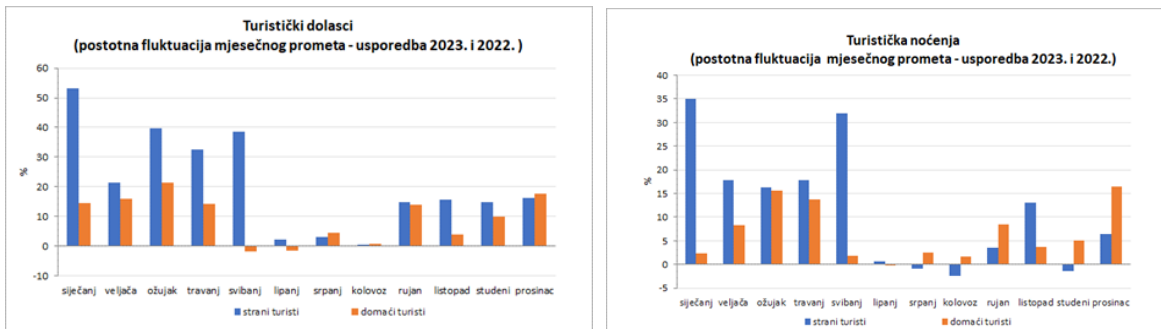 Turistički dolasci
(postotna fluktuacija mjesečnog prometa - usporedba 2023. i 2022. )
60
50
40
30
20
10
0
-10
%
siječanj veljača ožujak travanj svibanj lipanj srpanj kolovoz rujan listopad studeni prosinac
strani turisti domaći turisti
Turistička noćenja
(postotna fluktuacija mjesečnog prometa - usporedba 2023. i 2022.)
40
35
30
25
20
15
10
5
0
-5
%
siječanj veljača ožujak travanj svibanj lipanj srpanj kolovoz rujan listopad studeni prosinac
strani turisti domaći turisti